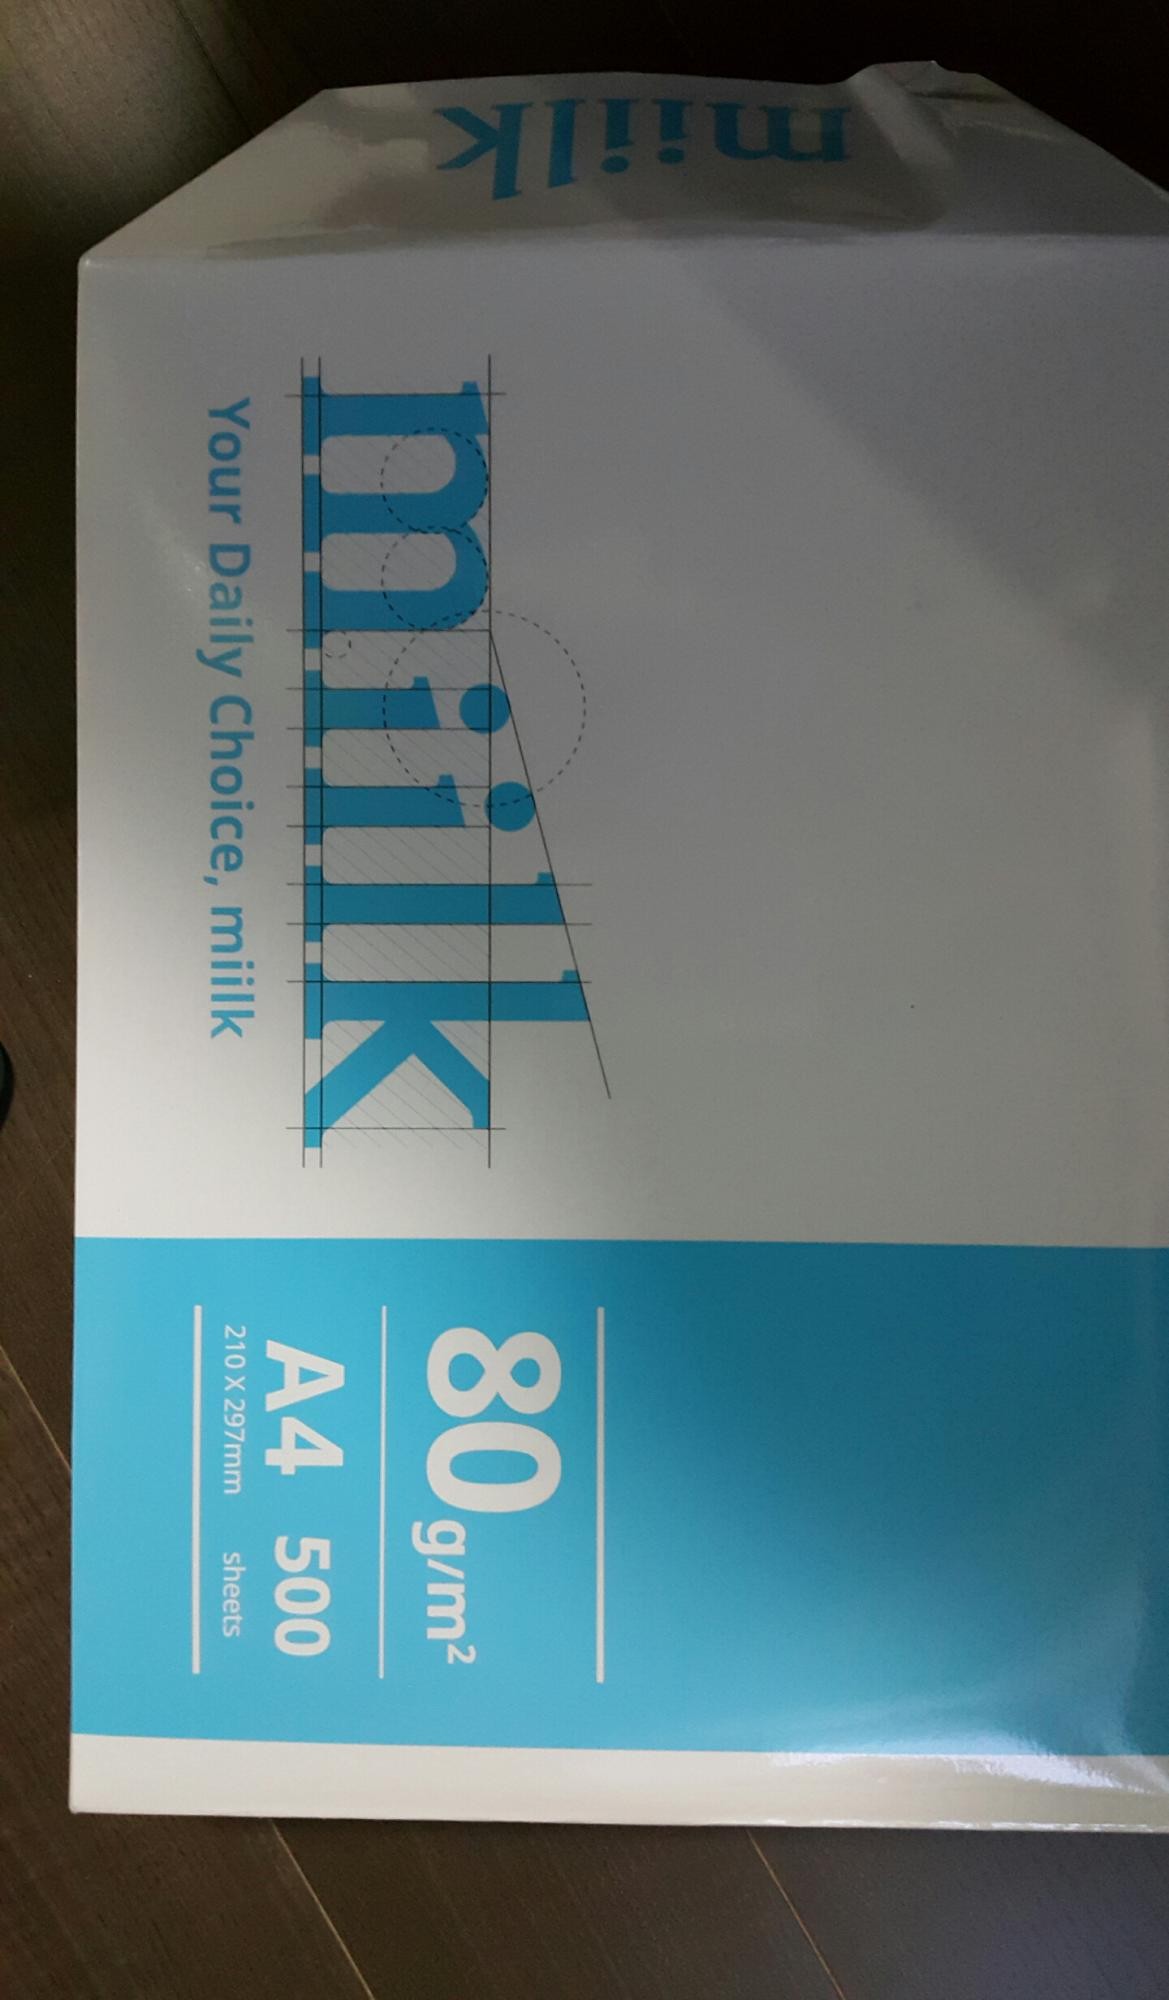 miilk
miilk
Your Daily Choice, miilk
80g/m²
A4 500
210 X 297mm sheets